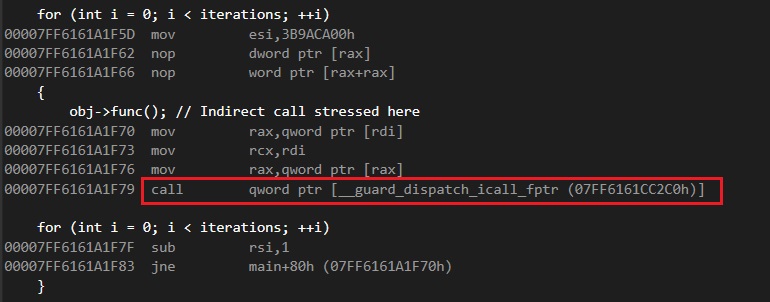 for (int i = 0; i < iterations; ++i)
00007FF6161A1F5D mov esi,3B9ACA00h
00007FF6161A1F62 nop dword ptr [rax]
00007FF6161A1F66 nop word ptr [rax+rax]
{
obj->func(); // Indirect call stressed here
00007FF6161A1F70 mov rax,qword ptr [rdi]
00007FF6161A1F73 mov rcx,rdi
00007FF6161A1F76 mov rax,qword ptr [rax]
00007FF6161A1F79 call qword ptr [__guard_dispatch_icall_fptr (07FF6161CC2C0h)]
for (int i = 0; i < iterations; ++i)
00007FF6161A1F7F sub rsi,1
00007FF6161A1F83 jne main+80h (07FF6161A1F70h)
}